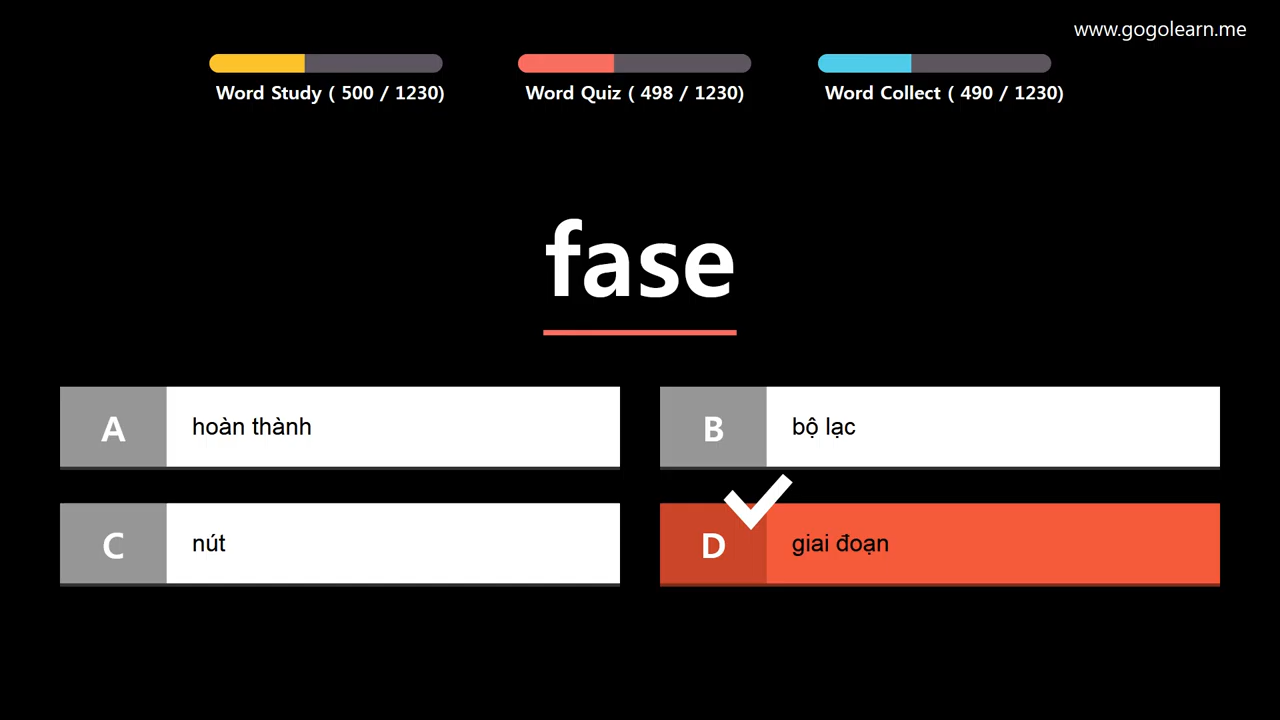 www.gogolearn.me
Word Study ( 500 / 1230)
Word Quiz ( 498 / 1230)
Word Collect ( 490 / 1230)
fase
A
hoàn thành
B
bộ lạc
C
nút
D
giai đoạn